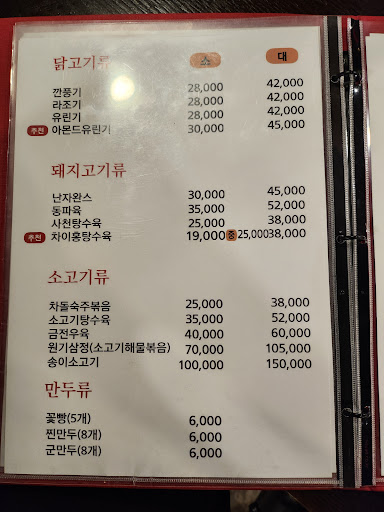 닭고기류 소 대
깐풍기 28,000 42,000
라조기 28,000 42,000
유린기 28,000 42,000
추천 아몬드유린기 30,000 45,000
돼지고기류
난자완스 30,000 45,000
동파육 35,000 52,000
사천탕수육 25,000 38,000
추천 차이홍탕수육 19,000 중 25,000 38,000
소고기류
차돌숙주볶음 25,000 38,000
소고기탕수육 35,000 52,000
금전우육 40,000 60,000
원기삼정(소고기해물볶음) 70,000 105,000
송이소고기 100,000 150,000
만두류
꽃빵(5개) 6,000
찐만두(8개) 6,000
군만두(8개) 6,000